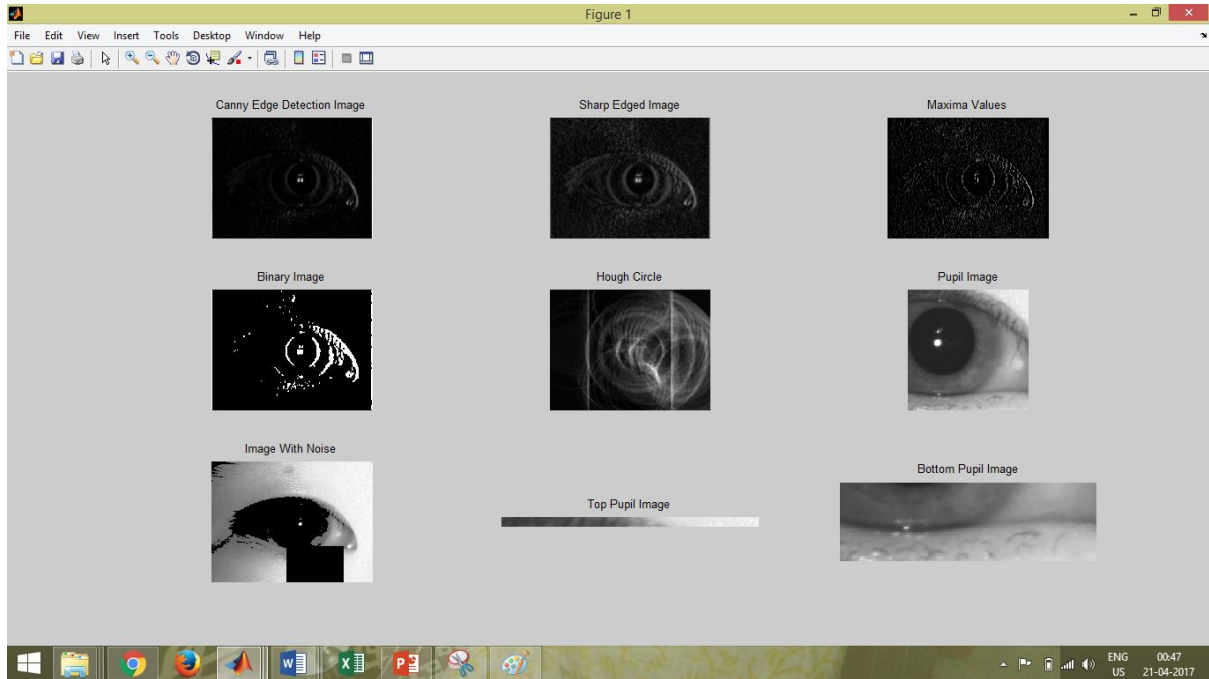 Figure 1
File Edit View Insert Tools Desktop Window Help
Canny Edge Detection Image
Sharp Edged Image
Maxima Values
Binary Image
Hough Circle
Pupil Image
Image With Noise
Top Pupil Image
Bottom Pupil Image
ENG 00:47
US 21-04-2017